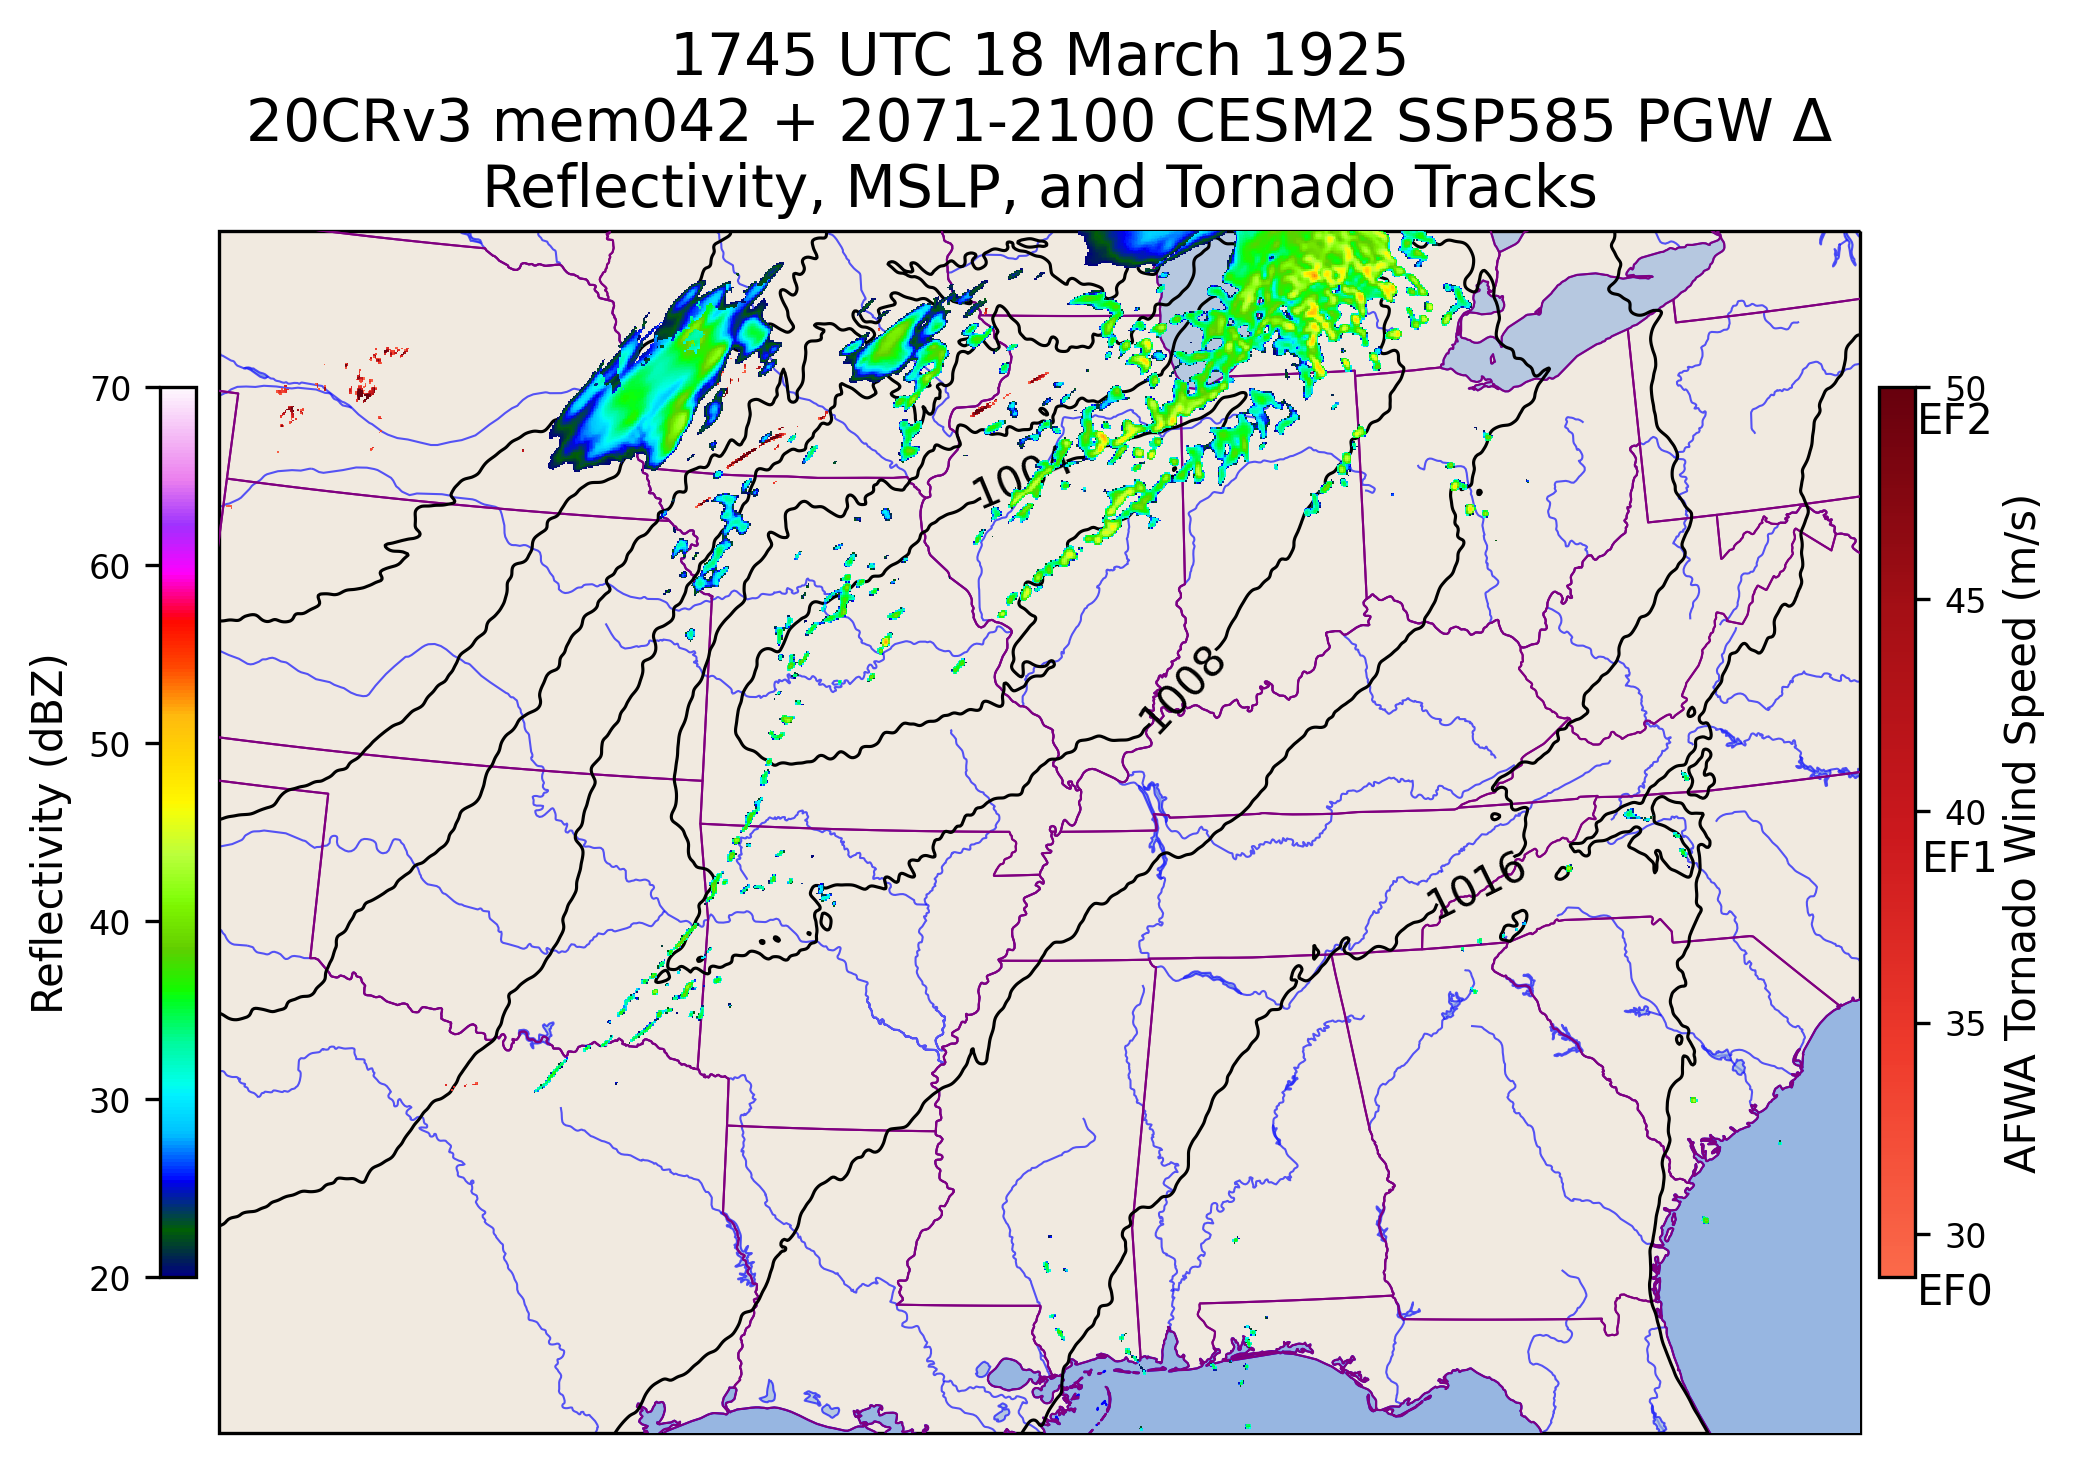 1745 UTC 18 March 1925
20CRv3 mem042 + 2071-2100 CESM2 SSP585 PGW Δ
Reflectivity, MSLP, and Tornado Tracks
70
60
50
40
30
20
Reflectivity (dBZ)
1004
1008
1016
50
EF2
45
40
EF1
35
30
EF0
AFWA Tornado Wind Speed (m/s)